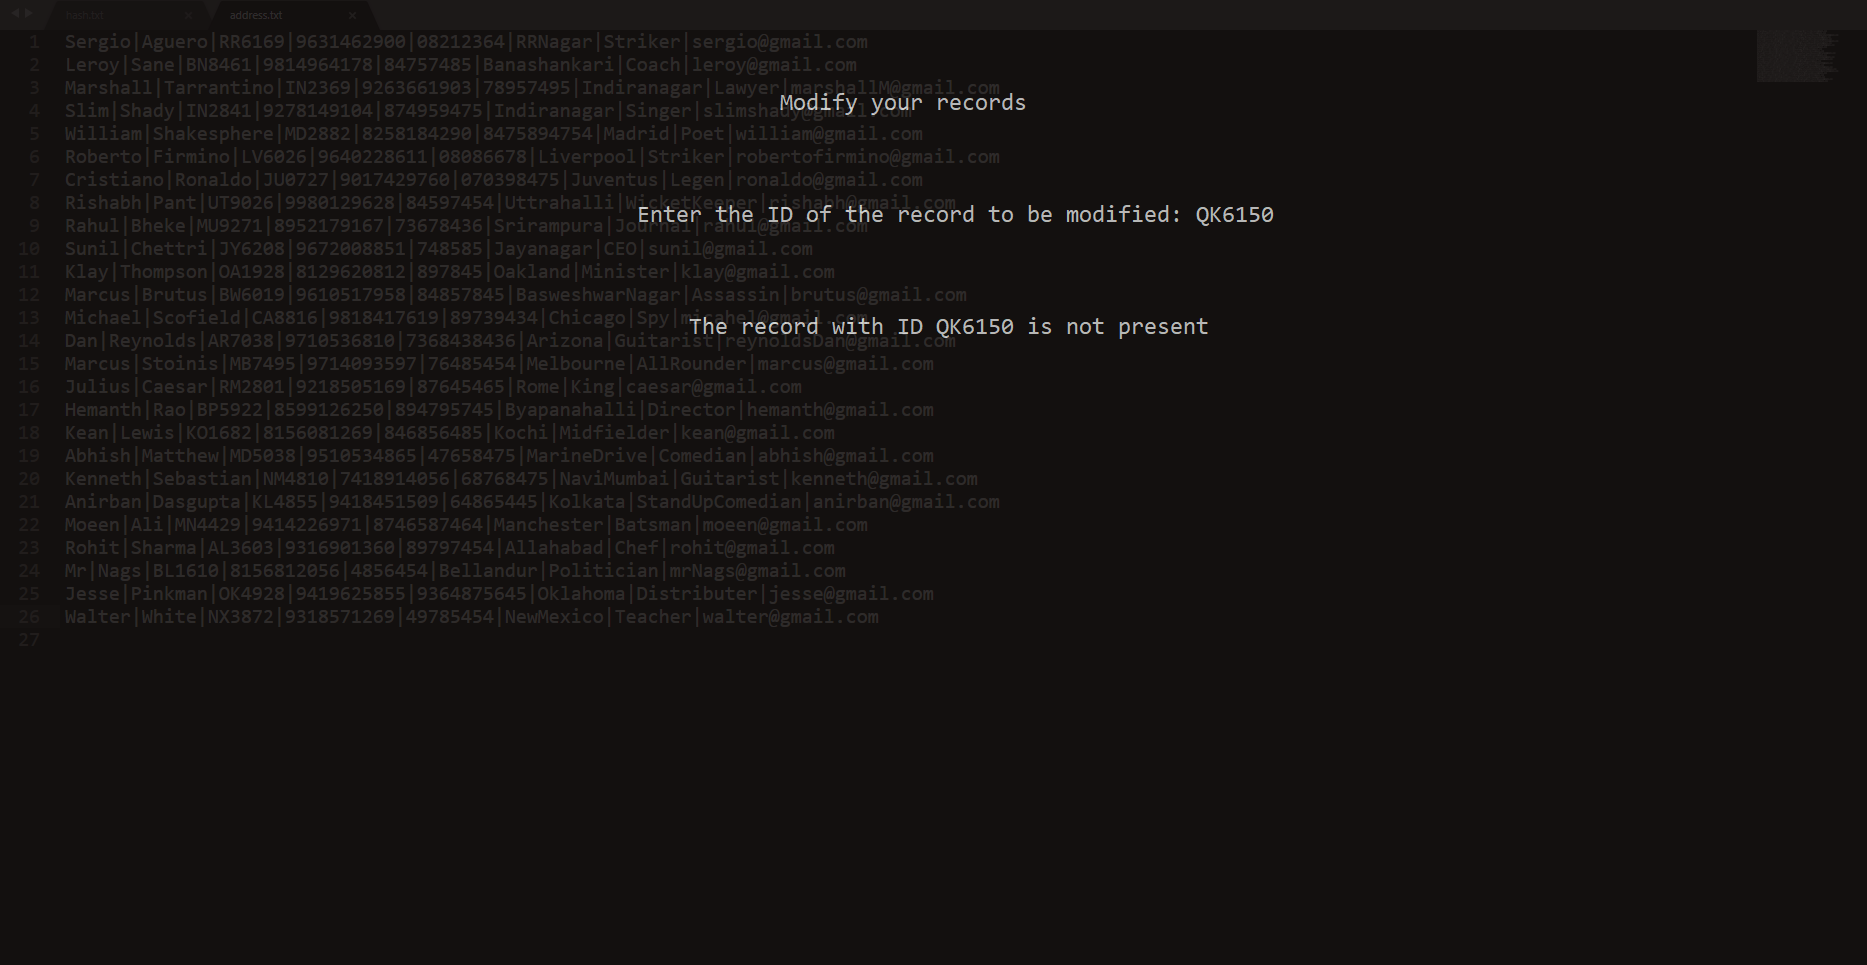 hash.txt
address.txt
1 Sergio|Aguero|RR6169|9631462900|08212364|RRNagar|Striker|sergio@gmail.com
2 Leroy|Sane|BN8461|9814964178|84757485|Banashankari|Coach|leroy@gmail.com
3 Marshall|Tarrantino|IN2369|9263661903|78957495|Indiranagar|Lawyer|marshallM@gmail.com
Modify your records
4 Slim|Shady|IN2841|9278149104|874959475|Indiranagar|Singer|slimshady@gmail.com
5 William|Shakesphere|MD2882|8258184290|8475894754|Madrid|Poet|william@gmail.com
6 Roberto|Firmino|LV6026|9640228611|08086678|Liverpool|Striker|robertofirmino@gmail.com
7 Cristiano|Ronaldo|JU0727|9017429760|070398475|Juventus|Legen|ronaldo@gmail.com
8 Rishabh|Pant|UT9026|9980129628|84597454|Uttrahalli|WicketKeeper|rishabh@gmail.com
Enter the ID of the record to be modified: QK6150
9 Rahul|Bheke|MU9271|8952179167|73678436|Srirampura|Journal|rahul@gmail.com
10 Sunil|Chettri|JY6208|9672008851|748585|Jayanagar|CEO|sunil@gmail.com
11 Klay|Thompson|OA1928|8129620812|897845|Oakland|Minister|klay@gmail.com
12 Marcus|Brutus|BW6019|9610517958|84857845|BasweshwarNagar|Assassin|brutus@gmail.com
13 Michael|Scofield|CA8816|9818417619|89739434|Chicago|Spy|micahel@gmail.com
The record with ID QK6150 is not present
14 Dan|Reynolds|AR7038|9710536810|7368438436|Arizona|Guitarist|reynoldsDan@gmail.com
15 Marcus|Stoinis|MB7495|9714093597|76485454|Melbourne|AllRounder|marcus@gmail.com
16 Julius|Caesar|RM2801|9218505169|87645465|Rome|King|caesar@gmail.com
17 Hemanth|Rao|BP5922|8599126250|894795745|Byapanahalli|Director|hemanth@gmail.com
18 Kean|Lewis|KO1682|8156081269|846856485|Kochi|Midfielder|kean@gmail.com
19 Abhish|Matthew|MD5038|9510534865|47658475|MarineDrive|Comedian|abhish@gmail.com
20 Kenneth|Sebastian|NM4810|7418914056|68768475|NaviMumbai|Guitarist|kenneth@gmail.com
21 Anirban|Dasgupta|KL4855|9418451509|64865445|Kolkata|StandUpComedian|anirban@gmail.com
22 Moeen|Ali|MN4429|9414226971|8746587464|Manchester|Batsman|moeen@gmail.com
23 Rohit|Sharma|AL3603|9316901360|89797454|Allahabad|Chef|rohit@gmail.com
24 Mr|Nags|BL1610|8156812056|4856454|Bellandur|Politician|mrNags@gmail.com
25 Jesse|Pinkman|OK4928|9419625855|9364875645|Oklahoma|Distributer|jesse@gmail.com
26 Walter|White|NX3872|9318571269|49785454|NewMexico|Teacher|walter@gmail.com
27